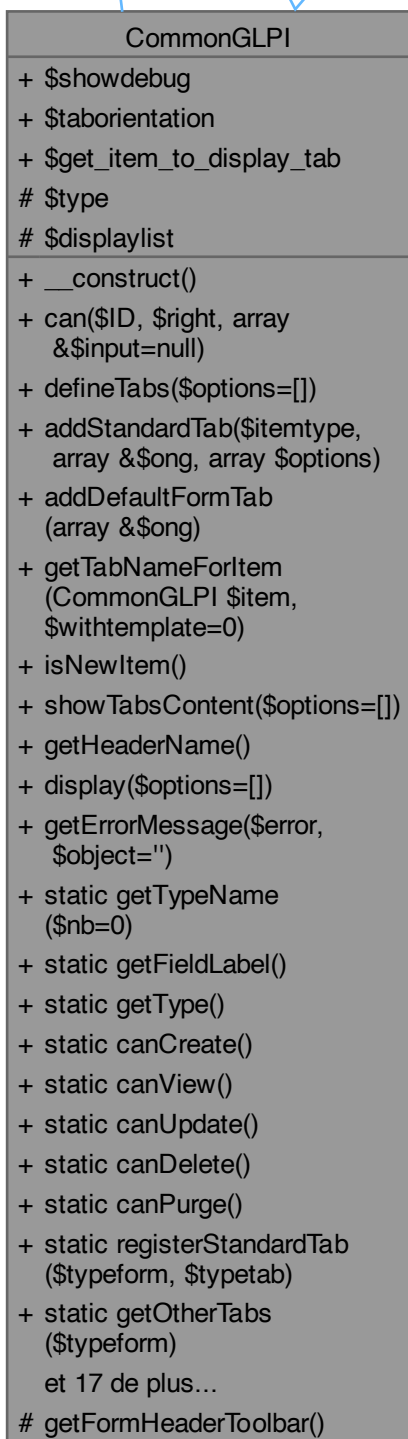 CommonGLPI
+ $showdebug
+ $taborientation
+ $get_item_to_display_tab
# $type
# $displaylist
+ __construct()
+ can($ID, $right, array
&$input=null)
+ defineTabs($options=[])
+ addStandardTab($itemtype,
array &$ong, array $options)
+ addDefaultFormTab
(array &$ong)
+ getTabNameForItem
(CommonGLPI $item,
$withtemplate=0)
+ isNewItem()
+ showTabsContent($options=[])
+ getHeaderName()
+ display($options=[])
+ getErrorMessage($error,
$object='')
+ static getTypeName
($nb=0)
+ static getFieldLabel()
+ static getType()
+ static canCreate()
+ static canView()
+ static canUpdate()
+ static canDelete()
+ static canPurge()
+ static registerStandardTab
($typeform, $typetab)
+ static getOtherTabs
($typeform)
et 17 de plus...
# getFormHeaderToolbar()